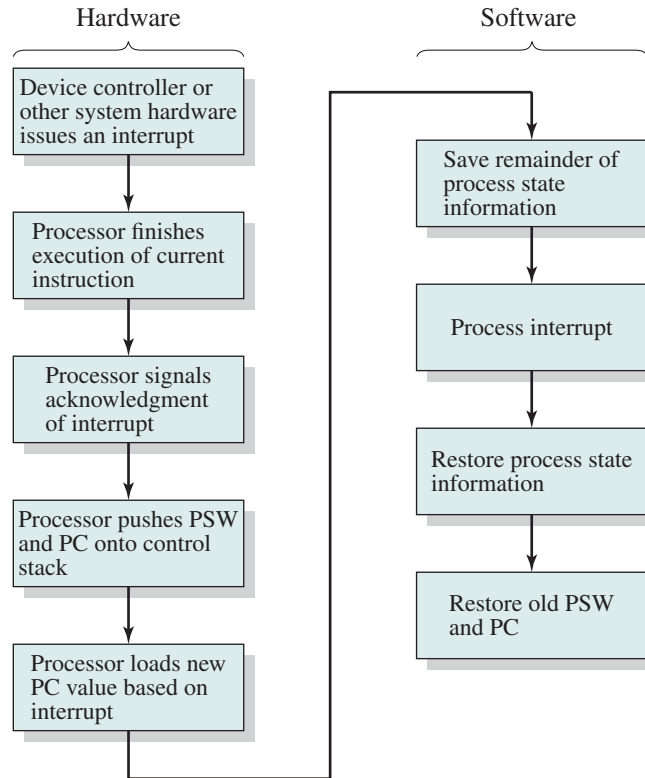 Hardware
Device controller or
other system hardware
issues an interrupt
Processor finishes
execution of current
instruction
Processor signals
acknowledgment
of interrupt
Processor pushes PSW
and PC onto control
stack
Processor loads new
PC value based on
interrupt
Software
Save remainder of
process state
information
Process interrupt
Restore process state
information
Restore old PSW
and PC